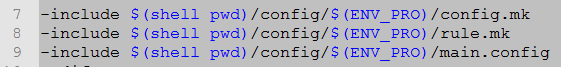 7 -include $(shell pwd)/config/$(ENV_PRO)/config.mk
8 -include $(shell pwd)/config/$(ENV_PRO)/rule.mk
9 -include $(shell pwd)/config/$(ENV_PRO)/main.config